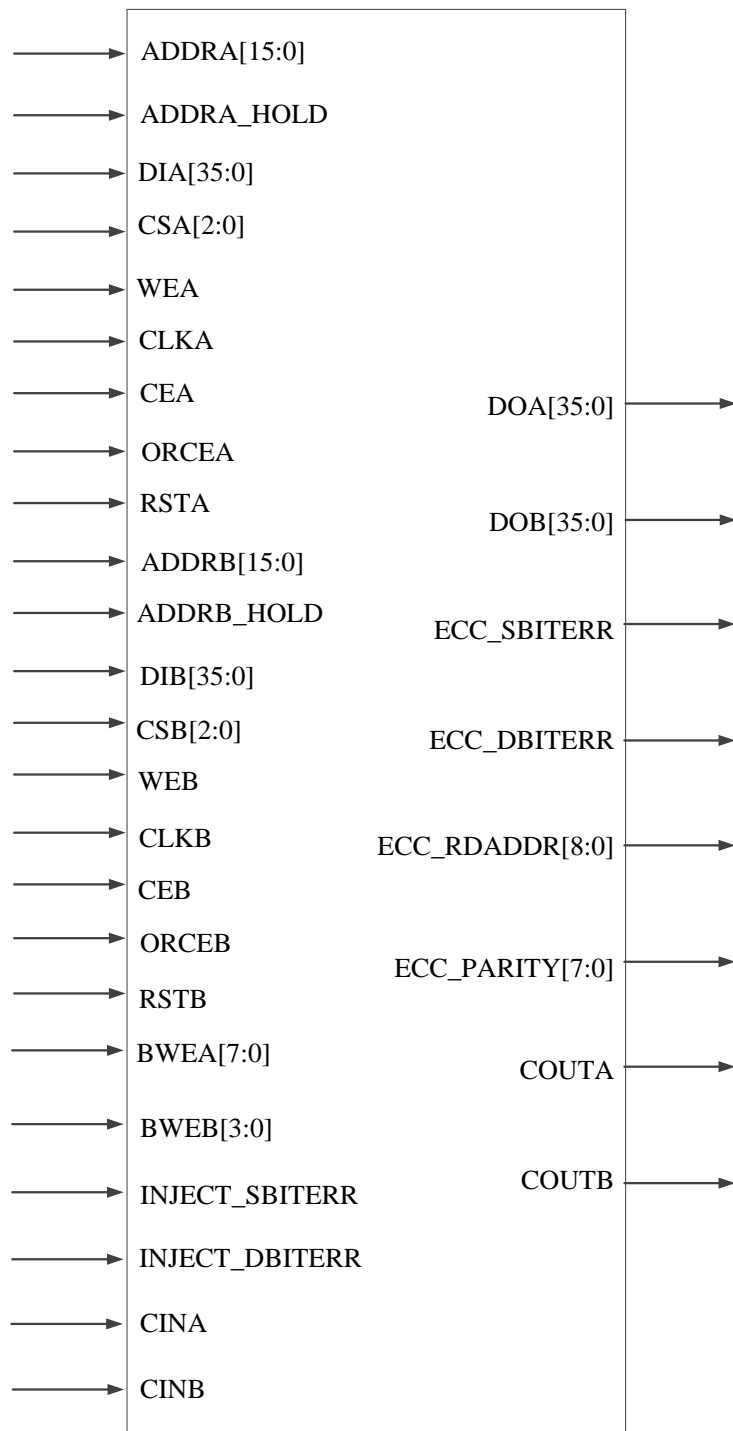 ADDRA[15:0]
ADDRA_HOLD
DIA[35:0]
CSA[2:0]
WEA
CLKA
CEA
ORCEA
RSTA
ADDRB[15:0]
ADDRB_HOLD
DIB[35:0]
CSB[2:0]
WEB
CLKB
CEB
ORCEB
RSTB
BWEA[7:0]
BWEB[3:0]
INJECT_SBITERR
INJECT_DBITERR
CINA
CINB
DOA[35:0]
DOB[35:0]
ECC_SBITERR
ECC_DBITERR
ECC_RDADDR[8:0]
ECC_PARITY[7:0]
COUTA
COUTB